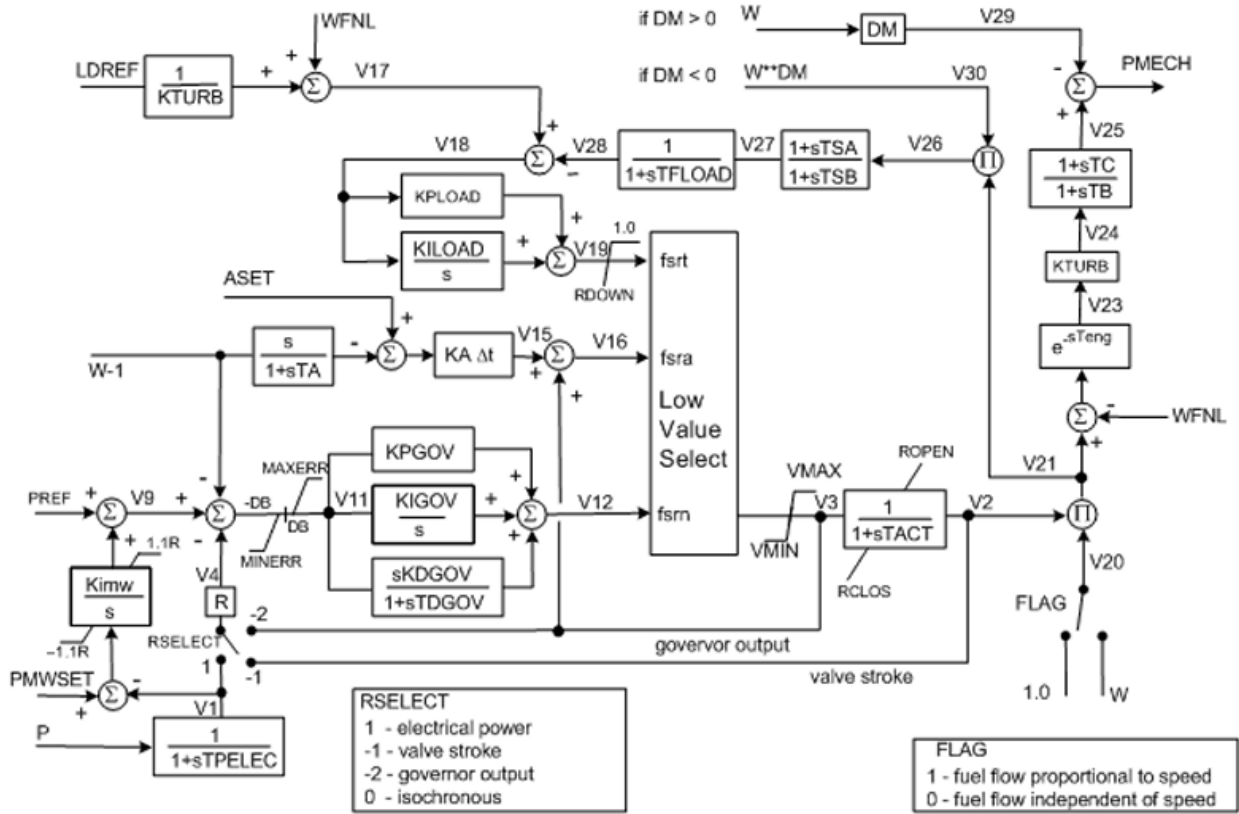 if DM > 0
W
V29
DM
WFNL
+
-
PMECH
LDREF
1
KTURB
+
Σ
V17
if DM < 0
W**DM
V30
Σ
+
V25
V18
+
Σ
V28
-
1
1+sTFLOAD
V27
1+sTSA
1+sTSB
V26
Π
1+sTC
1+sTB
KPLOAD
+
V24
KILOAD
s
+
Σ
V19
1.0
RDOWN
fsrt
KTURB
ASET
V23
+
W-1
s
1+sTA
-
Σ
KA Δt
V15
+
Σ
+
V16
fsra
e-sTeng
Low
Value
Select
Σ
-
WFNL
+
KPGOV
ROPEN
V21
MAXERR
VMAX
PREF
+
Σ
V9
+
-
Σ
-
-DB
DB
MINERR
V11
KIGOV
s
+
+
Σ
+
V12
fsrn
VMIN
V3
1
1+sTACT
V2
Π
+
1.1R
Kimw
s
-1.1R
V4
R
sKDGOV
1+sTDGOV
RCLOS
V20
FLAG
RSELECT
-2
governor output
1
-1
valve stroke
PMWSET
+
Σ
-
V1
1.0
W
P
1
1+sTPELEC
RSELECT
1 - electrical power
-1 - valve stroke
-2 - governor output
0 - isochronous
FLAG
1 - fuel flow proportional to speed
0 - fuel flow independent of speed